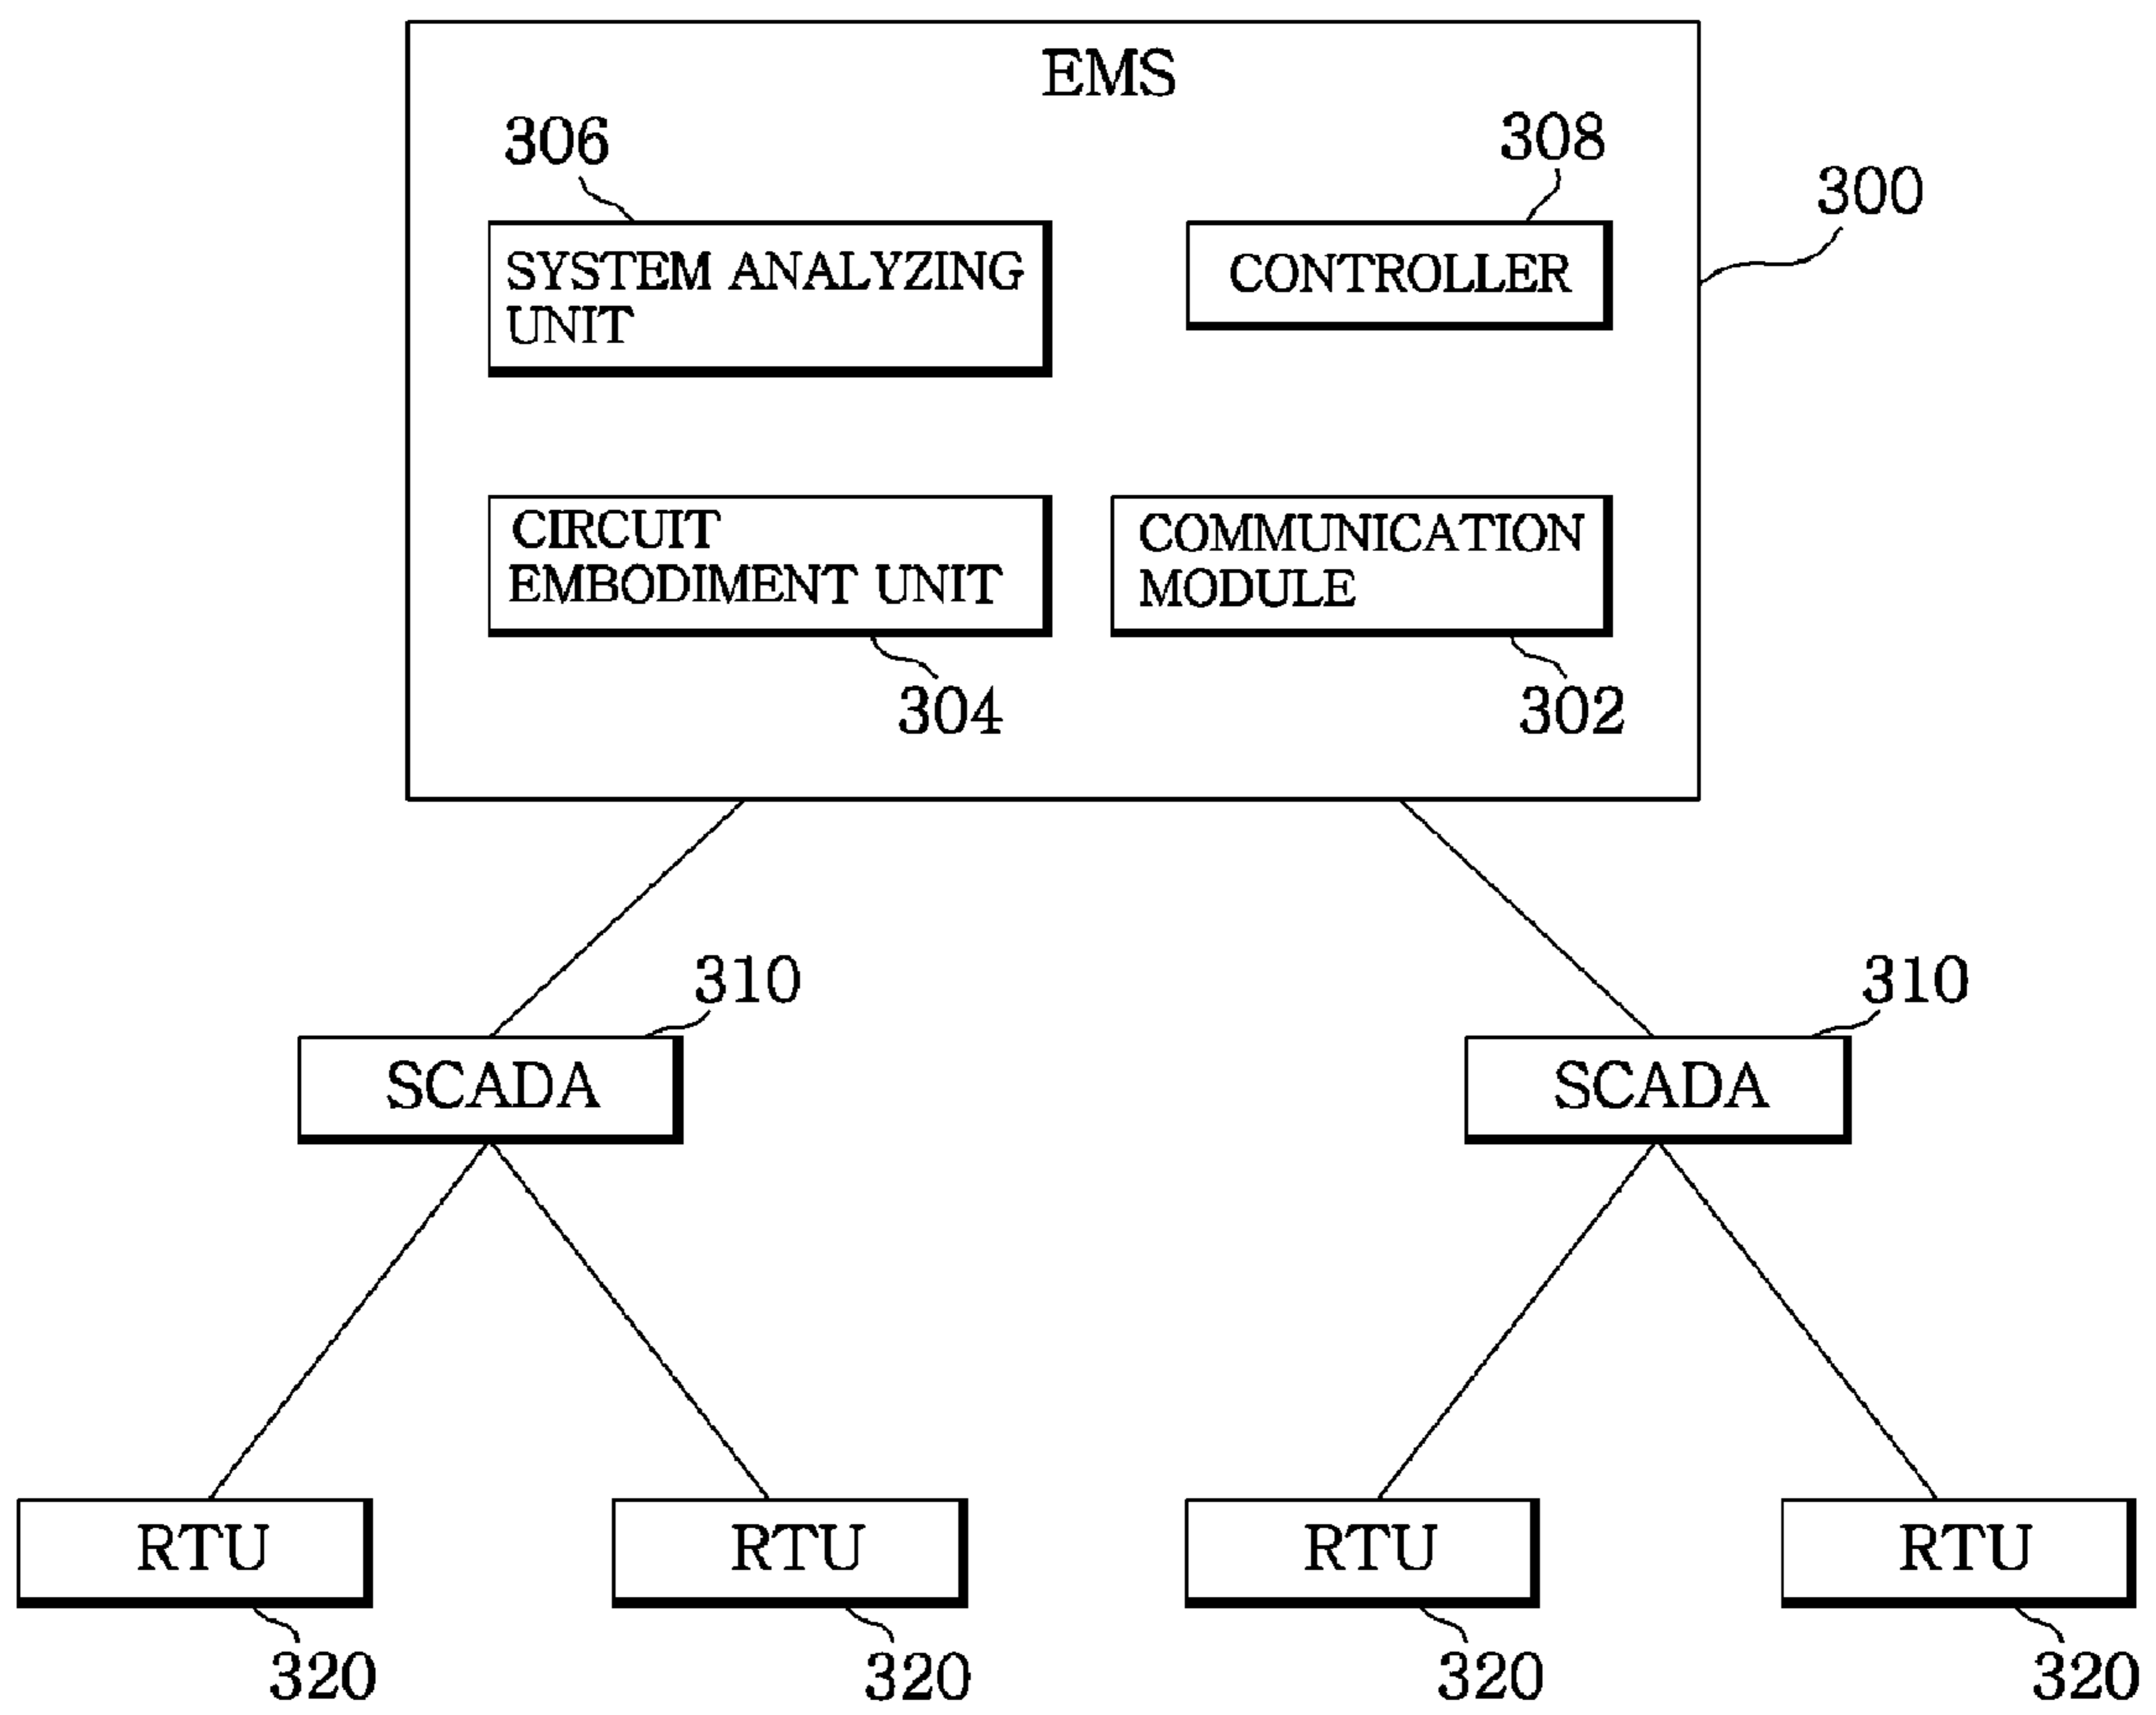 EMS
306
308
300
SYSTEM ANALYZING
UNIT
CONTROLLER
CIRCUIT
EMBODIMENT UNIT
COMMUNICATION
MODULE
304
302
310
310
SCADA
SCADA
RTU
RTU
RTU
RTU
320
320
320
320